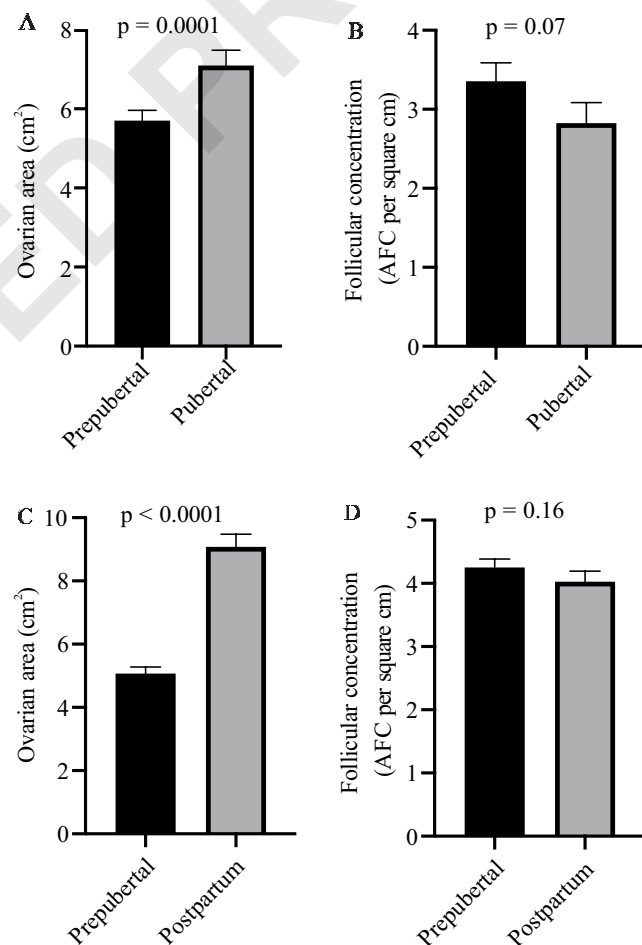 A
p = 0.0001
Ovarian area (cm²)
8
6
4
2
0
Prepubertal
Pubertal
B
p = 0.07
Follicular concentration
(AFC per square cm)
4
3
2
1
0
Prepubertal
Pubertal
C
p < 0.0001
Ovarian area (cm²)
10
8
6
4
2
0
Prepubertal
Postpartum
D
p = 0.16
Follicular concentration
(AFC per square cm)
5
4
3
2
1
0
Prepubertal
Postpartum
ED PR